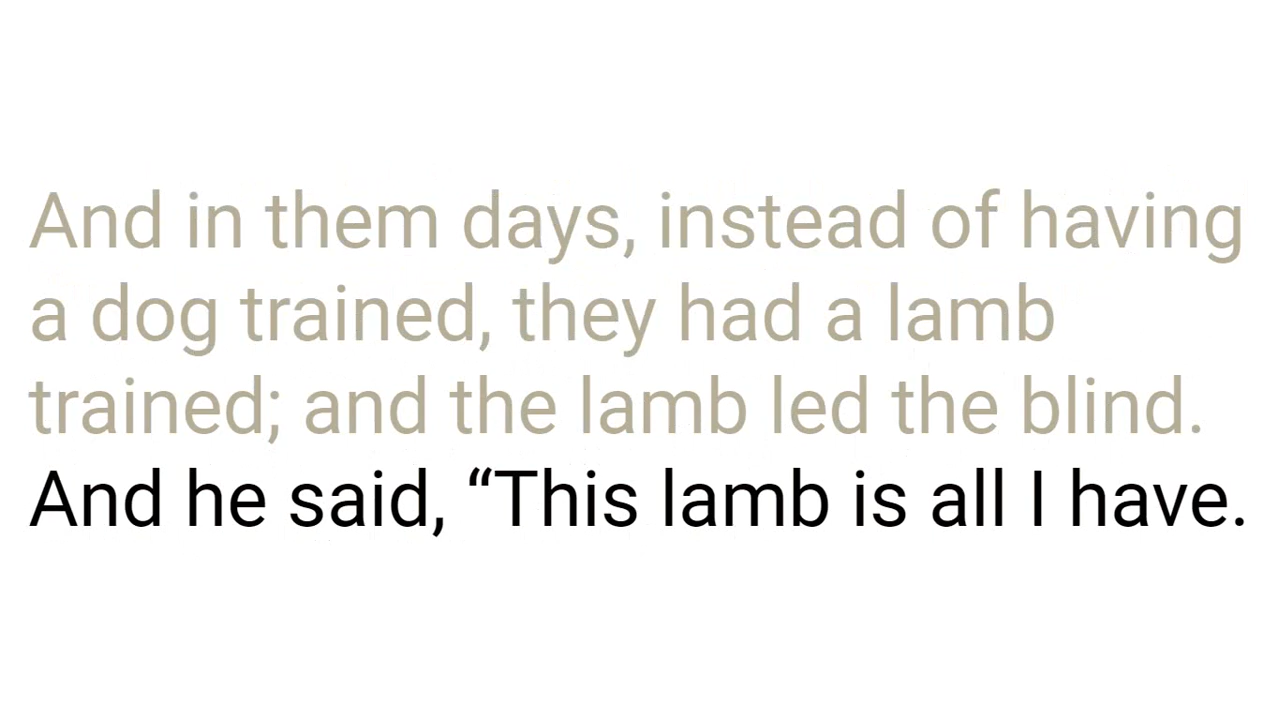 And in them days, instead of having
a dog trained, they had a lamb
trained; and the lamb led the blind.
And he said, “This lamb is all I have.